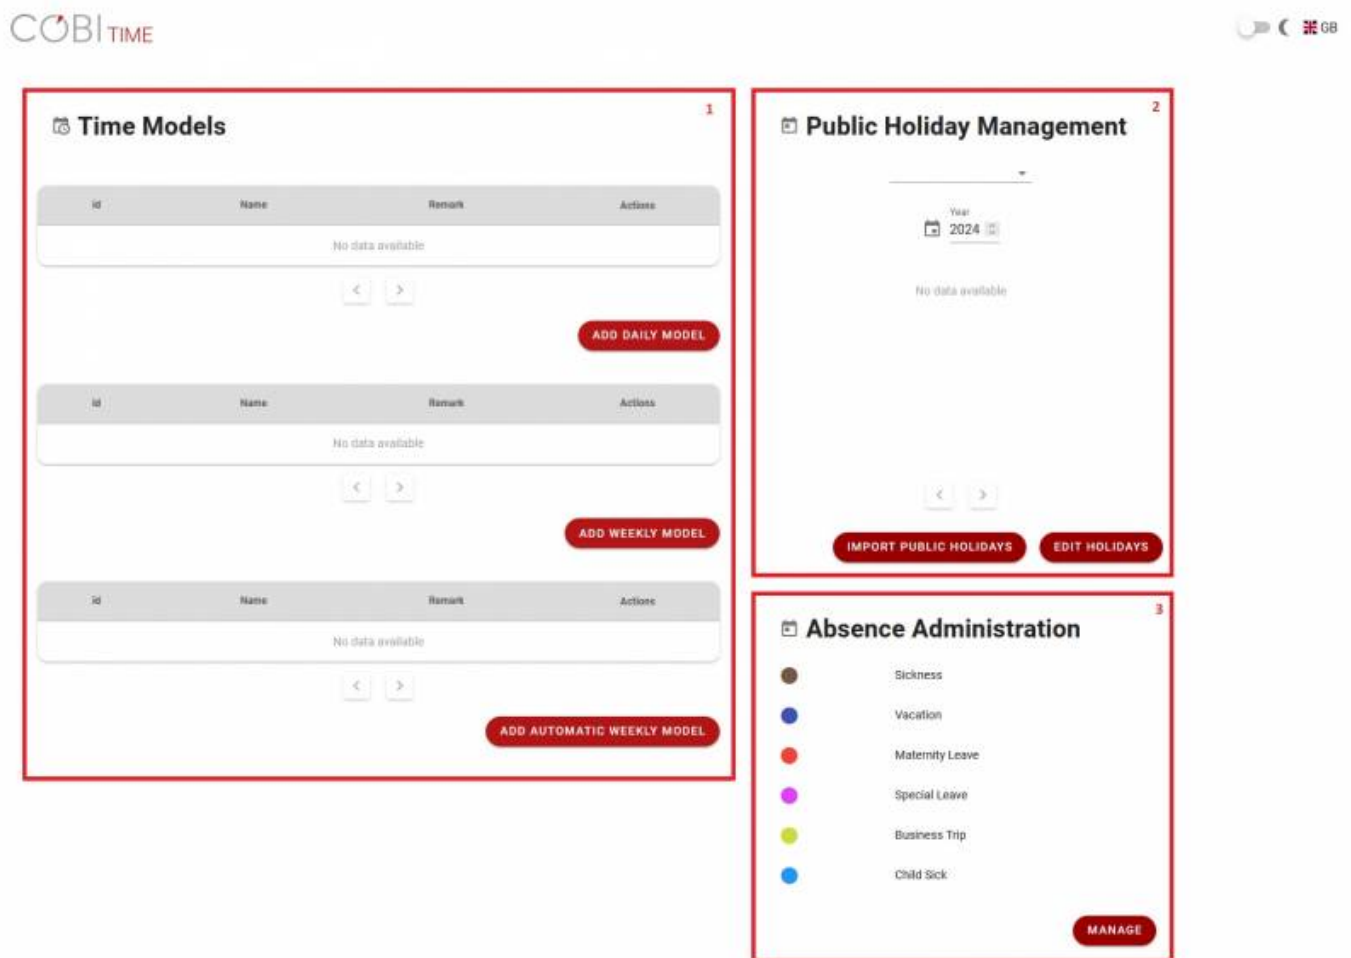 COBI TIME
GB
1
Time Models
id Name Remark Actions
No data available
< >
ADD DAILY MODEL
id Name Remark Actions
No data available
< >
ADD WEEKLY MODEL
id Name Remark Actions
No data available
< >
ADD AUTOMATIC WEEKLY MODEL
2
Public Holiday Management
Year
2024
No data available
< >
IMPORT PUBLIC HOLIDAYS EDIT HOLIDAYS
3
Absence Administration
Sickness
Vacation
Maternity Leave
Special Leave
Business Trip
Child Sick
MANAGE